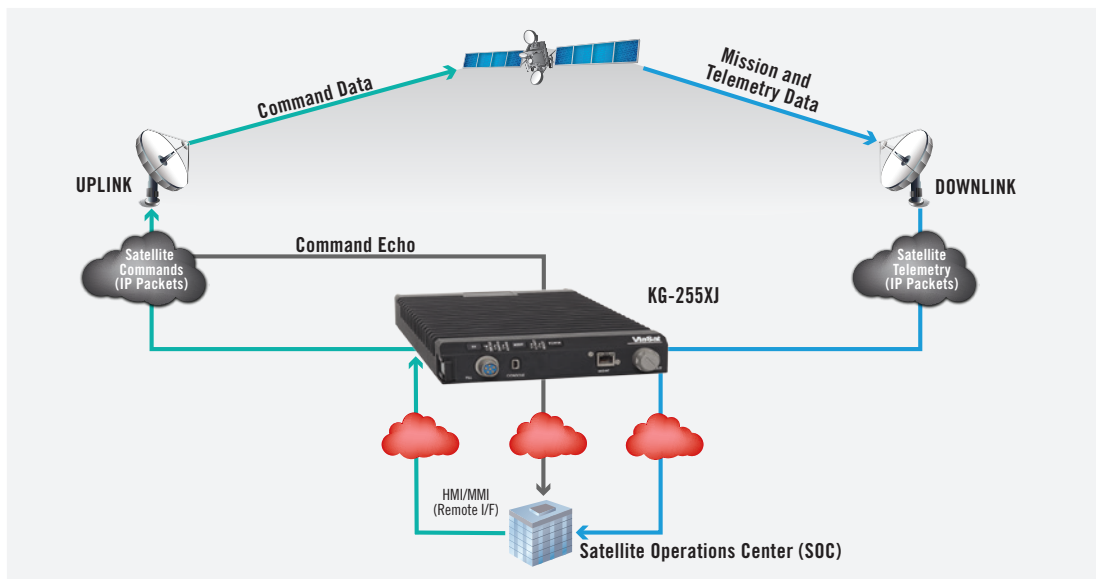 Command Data
Mission and
Telemetry Data
UPLINK
DOWNLINK
Satellite
Commands
(IP Packets)
Command Echo
Satellite
Telemetry
(IP Packets)
KG-255XJ
ViaSat
HMI/MMI
(Remote I/F)
Satellite Operations Center (SOC)